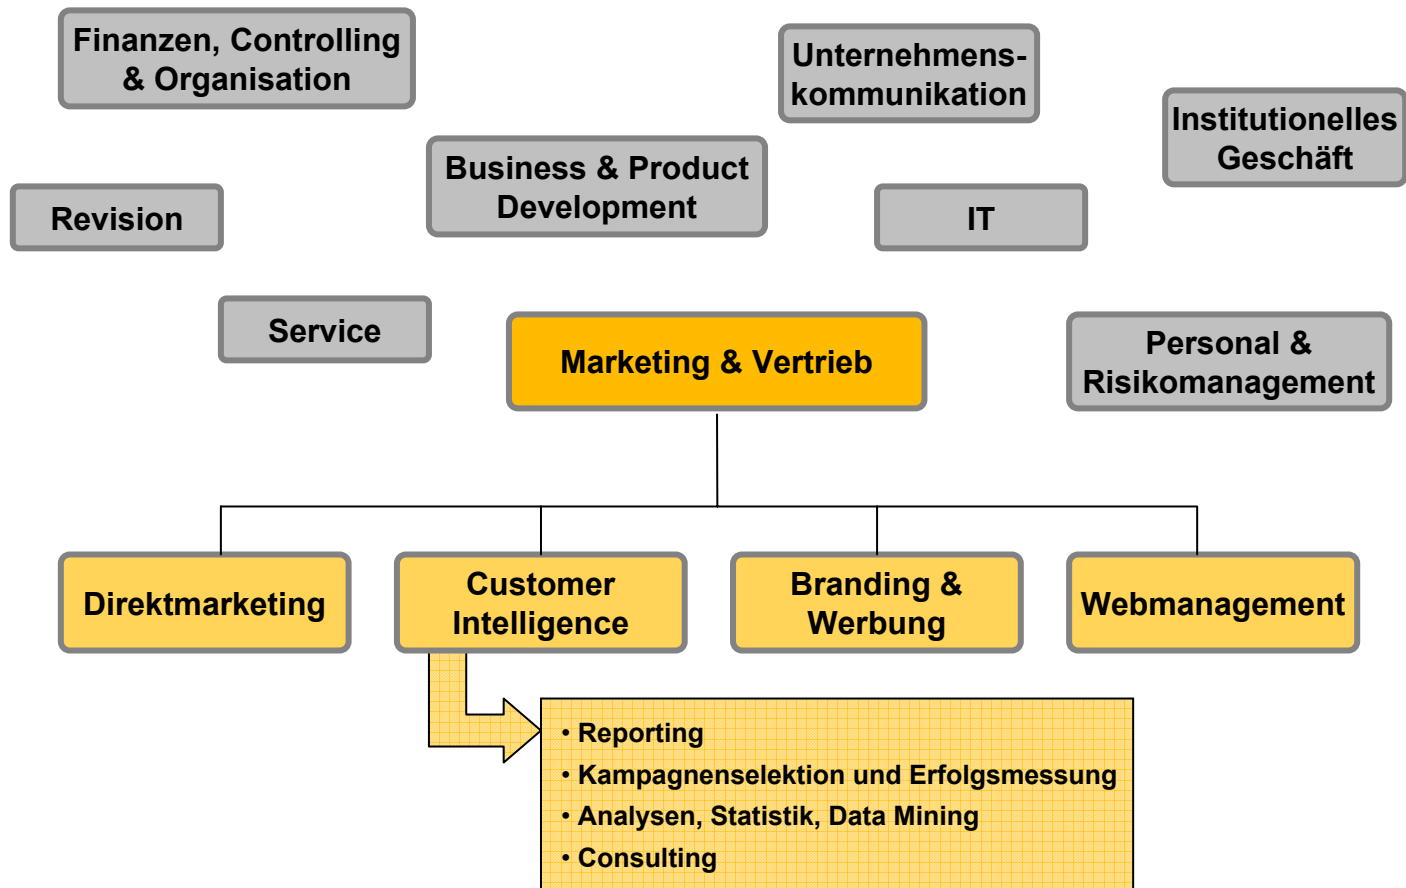 Finanzen, Controlling
& Organisation
Unternehmens-
kommunikation
Institutionelles
Geschäft
Business & Product
Development
Revision
IT
Service
Marketing & Vertrieb
Personal &
Risikomanagement
Direktmarketing
Customer
Intelligence
Branding &
Werbung
Webmanagement
• Reporting
• Kampagnenselektion und Erfolgsmessung
• Analysen, Statistik, Data Mining
• Consulting